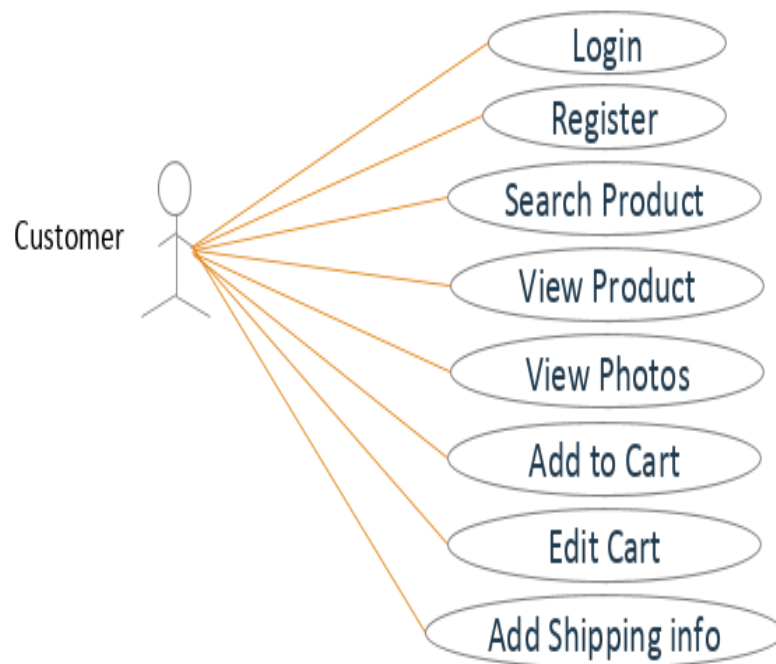 Login
Register
Search Product
Customer
View Product
View Photos
Add to Cart
Edit Cart
Add Shipping info